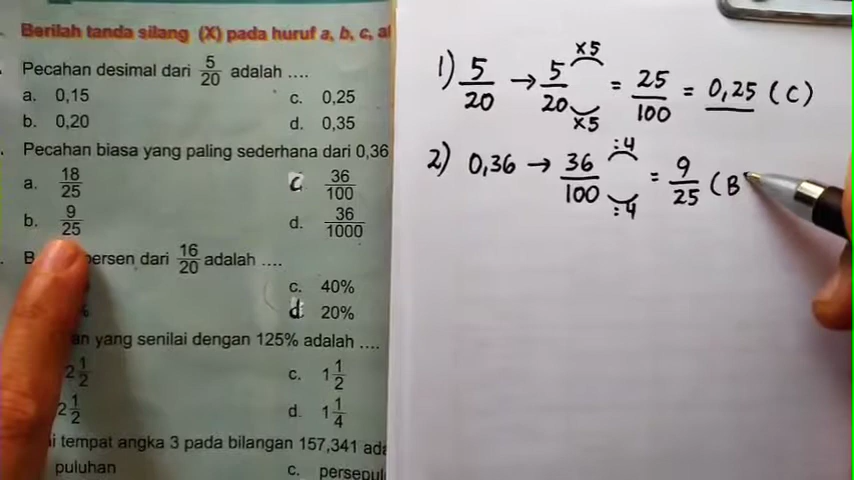 Berilah tanda silang (X) pada huruf a, b, c, a
Pecahan desimal dari 5/20 adalah ....
a. 0,15 c. 0,25
b. 0,20 d. 0,35
Pecahan biasa yang paling sederhana dari 0,36
a. 18/25 c 36/100
b. 9/25 d. 36/1000
B persen dari 16/20 adalah ....
c. 40%
% d. 20%
an yang senilai dengan 125% adalah ....
2 1/2 c. 1 1/2
2 1/2 d. 1 1/4
i tempat angka 3 pada bilangan 157,341 ada
puluhan c. persepul
1) 5/20 → 5/20 ×5 ×5 = 25/100 = 0,25 (C)
2) 0,36 → 36/100 :4 :4 = 9/25 (B